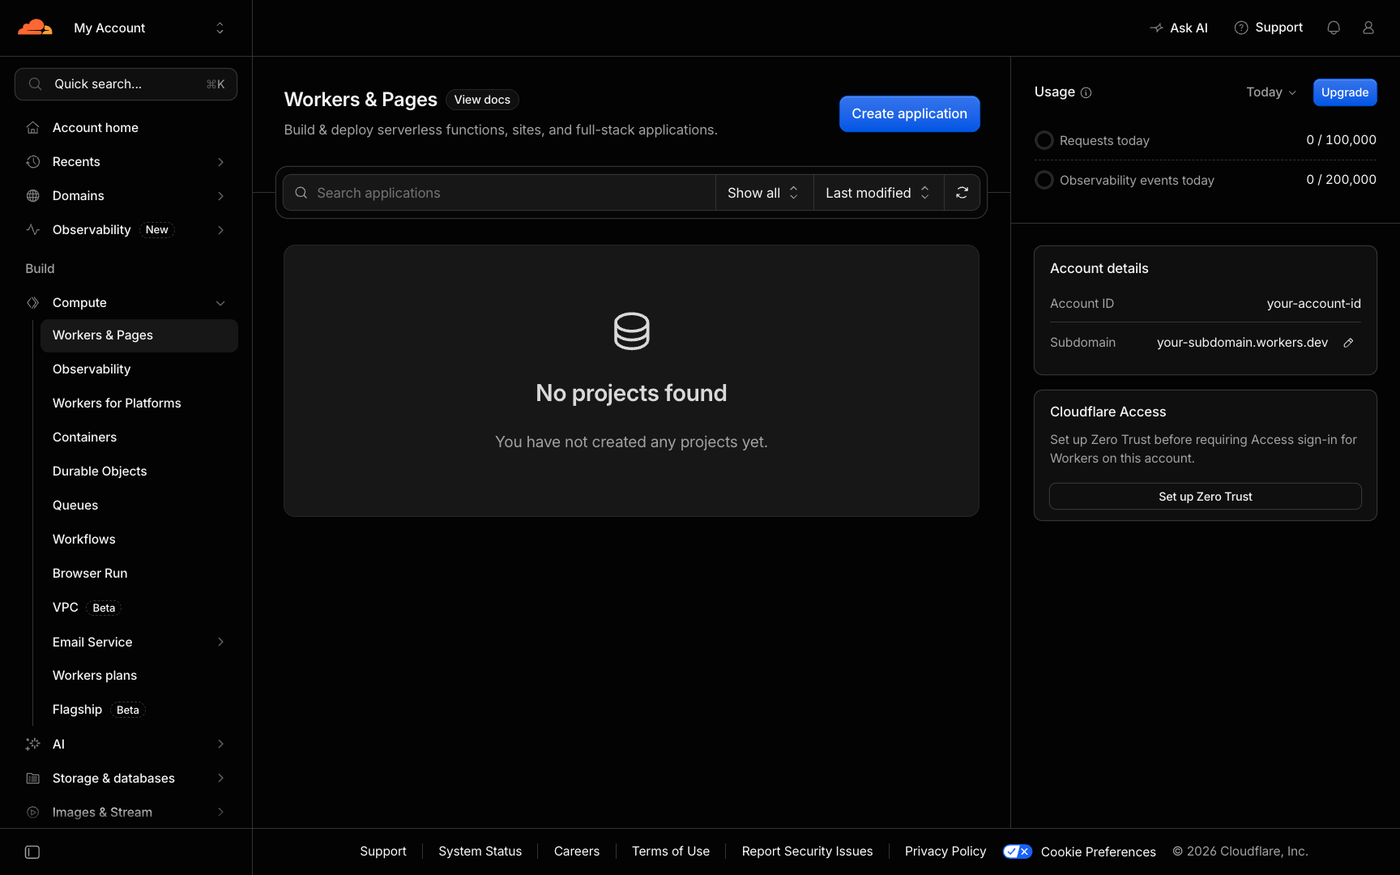 My Account
Ask AI
Support
Quick search...
⌘K
Account home
Recents
Domains
Observability New
Build
Compute
Workers & Pages
Observability
Workers for Platforms
Containers
Durable Objects
Queues
Workflows
Browser Run
VPC Beta
Email Service
Workers plans
Flagship Beta
AI
Storage & databases
Images & Stream
Workers & Pages View docs
Build & deploy serverless functions, sites, and full-stack applications.
Create application
Search applications
Show all
Last modified
No projects found
You have not created any projects yet.
Usage
Today
Upgrade
Requests today 0 / 100,000
Observability events today 0 / 200,000
Account details
Account ID your-account-id
Subdomain your-subdomain.workers.dev
Cloudflare Access
Set up Zero Trust before requiring Access sign-in for
Workers on this account.
Set up Zero Trust
Support System Status Careers Terms of Use Report Security Issues Privacy Policy Cookie Preferences © 2026 Cloudflare, Inc.